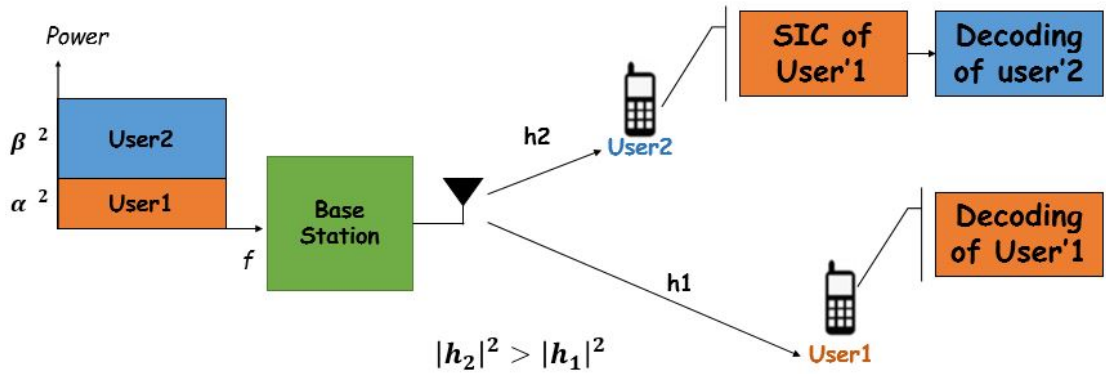 Power
β ²
User2
α ²
User1
f
Base
Station
h2
User2
SIC of
User'1
Decoding
of user'2
h1
User1
Decoding
of User'1
|h₂|² > |h₁|²